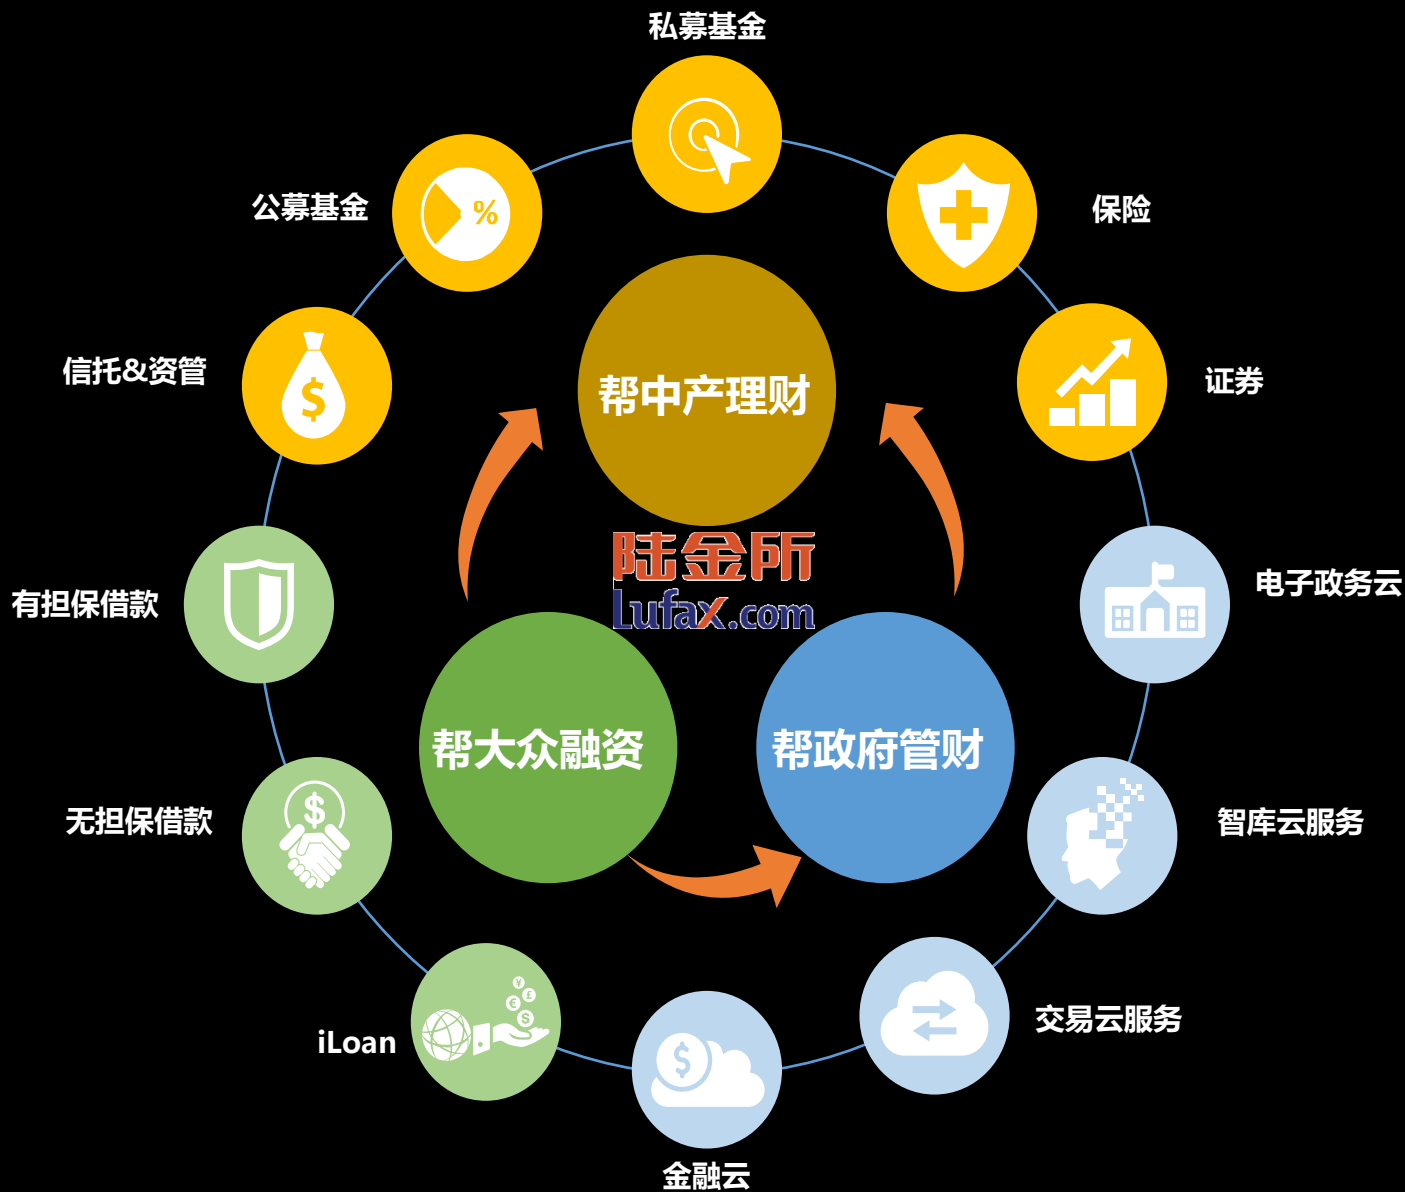 私募基金
公募基金
%
保险
信托&资管
$
证券
帮中产理财
陆金所
Lufax.com
有担保借款
电子政务云
帮大众融资
帮政府管财
无担保借款
$
智库云服务
iLoan
¥
€
£
$
交易云服务
$
金融云